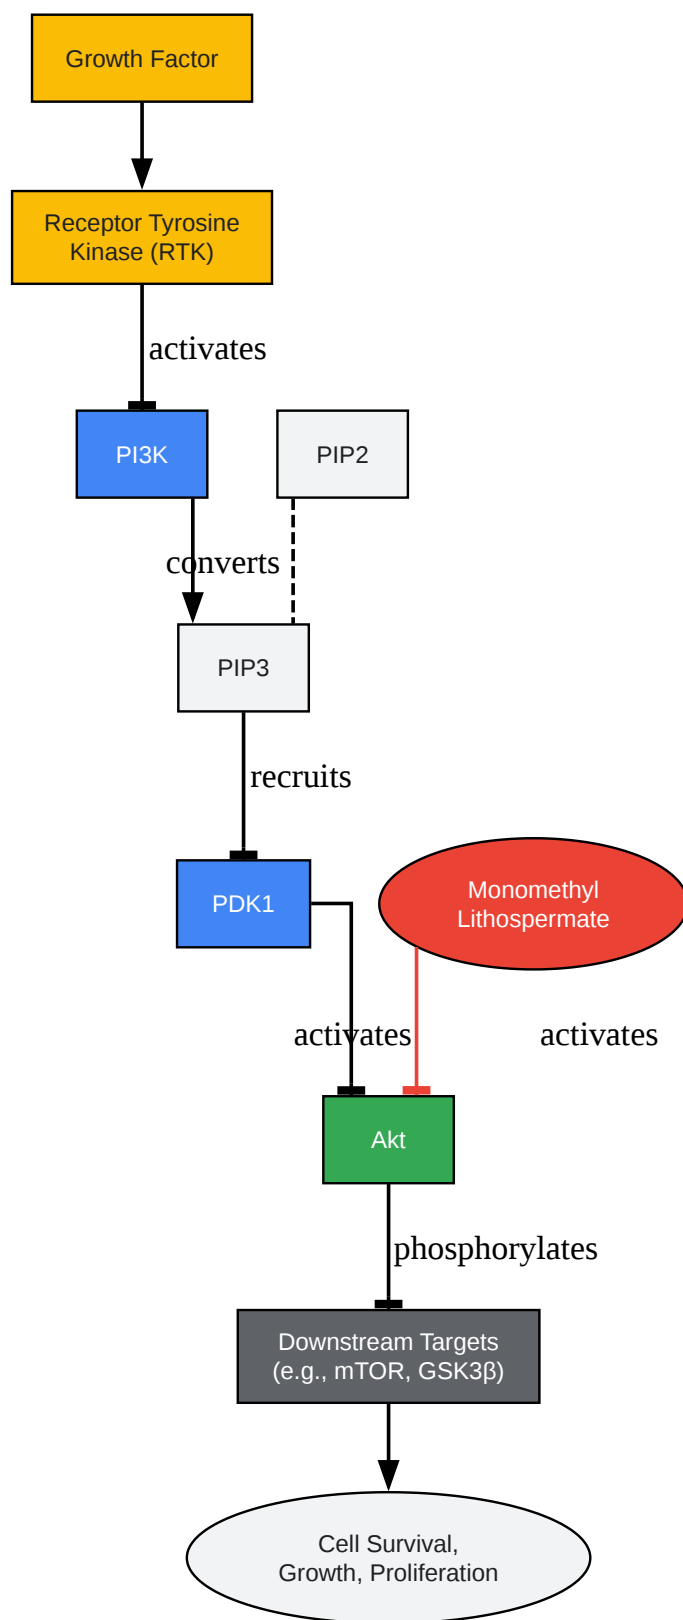 Growth Factor
Receptor Tyrosine
Kinase (RTK)
activates
PI3K
PIP2
converts
PIP3
recruits
PDK1
Monomethyl
Lithospermate
activates
activates
Akt
phosphorylates
Downstream Targets
(e.g., mTOR, GSK3β)
Cell Survival,
Growth, Proliferation